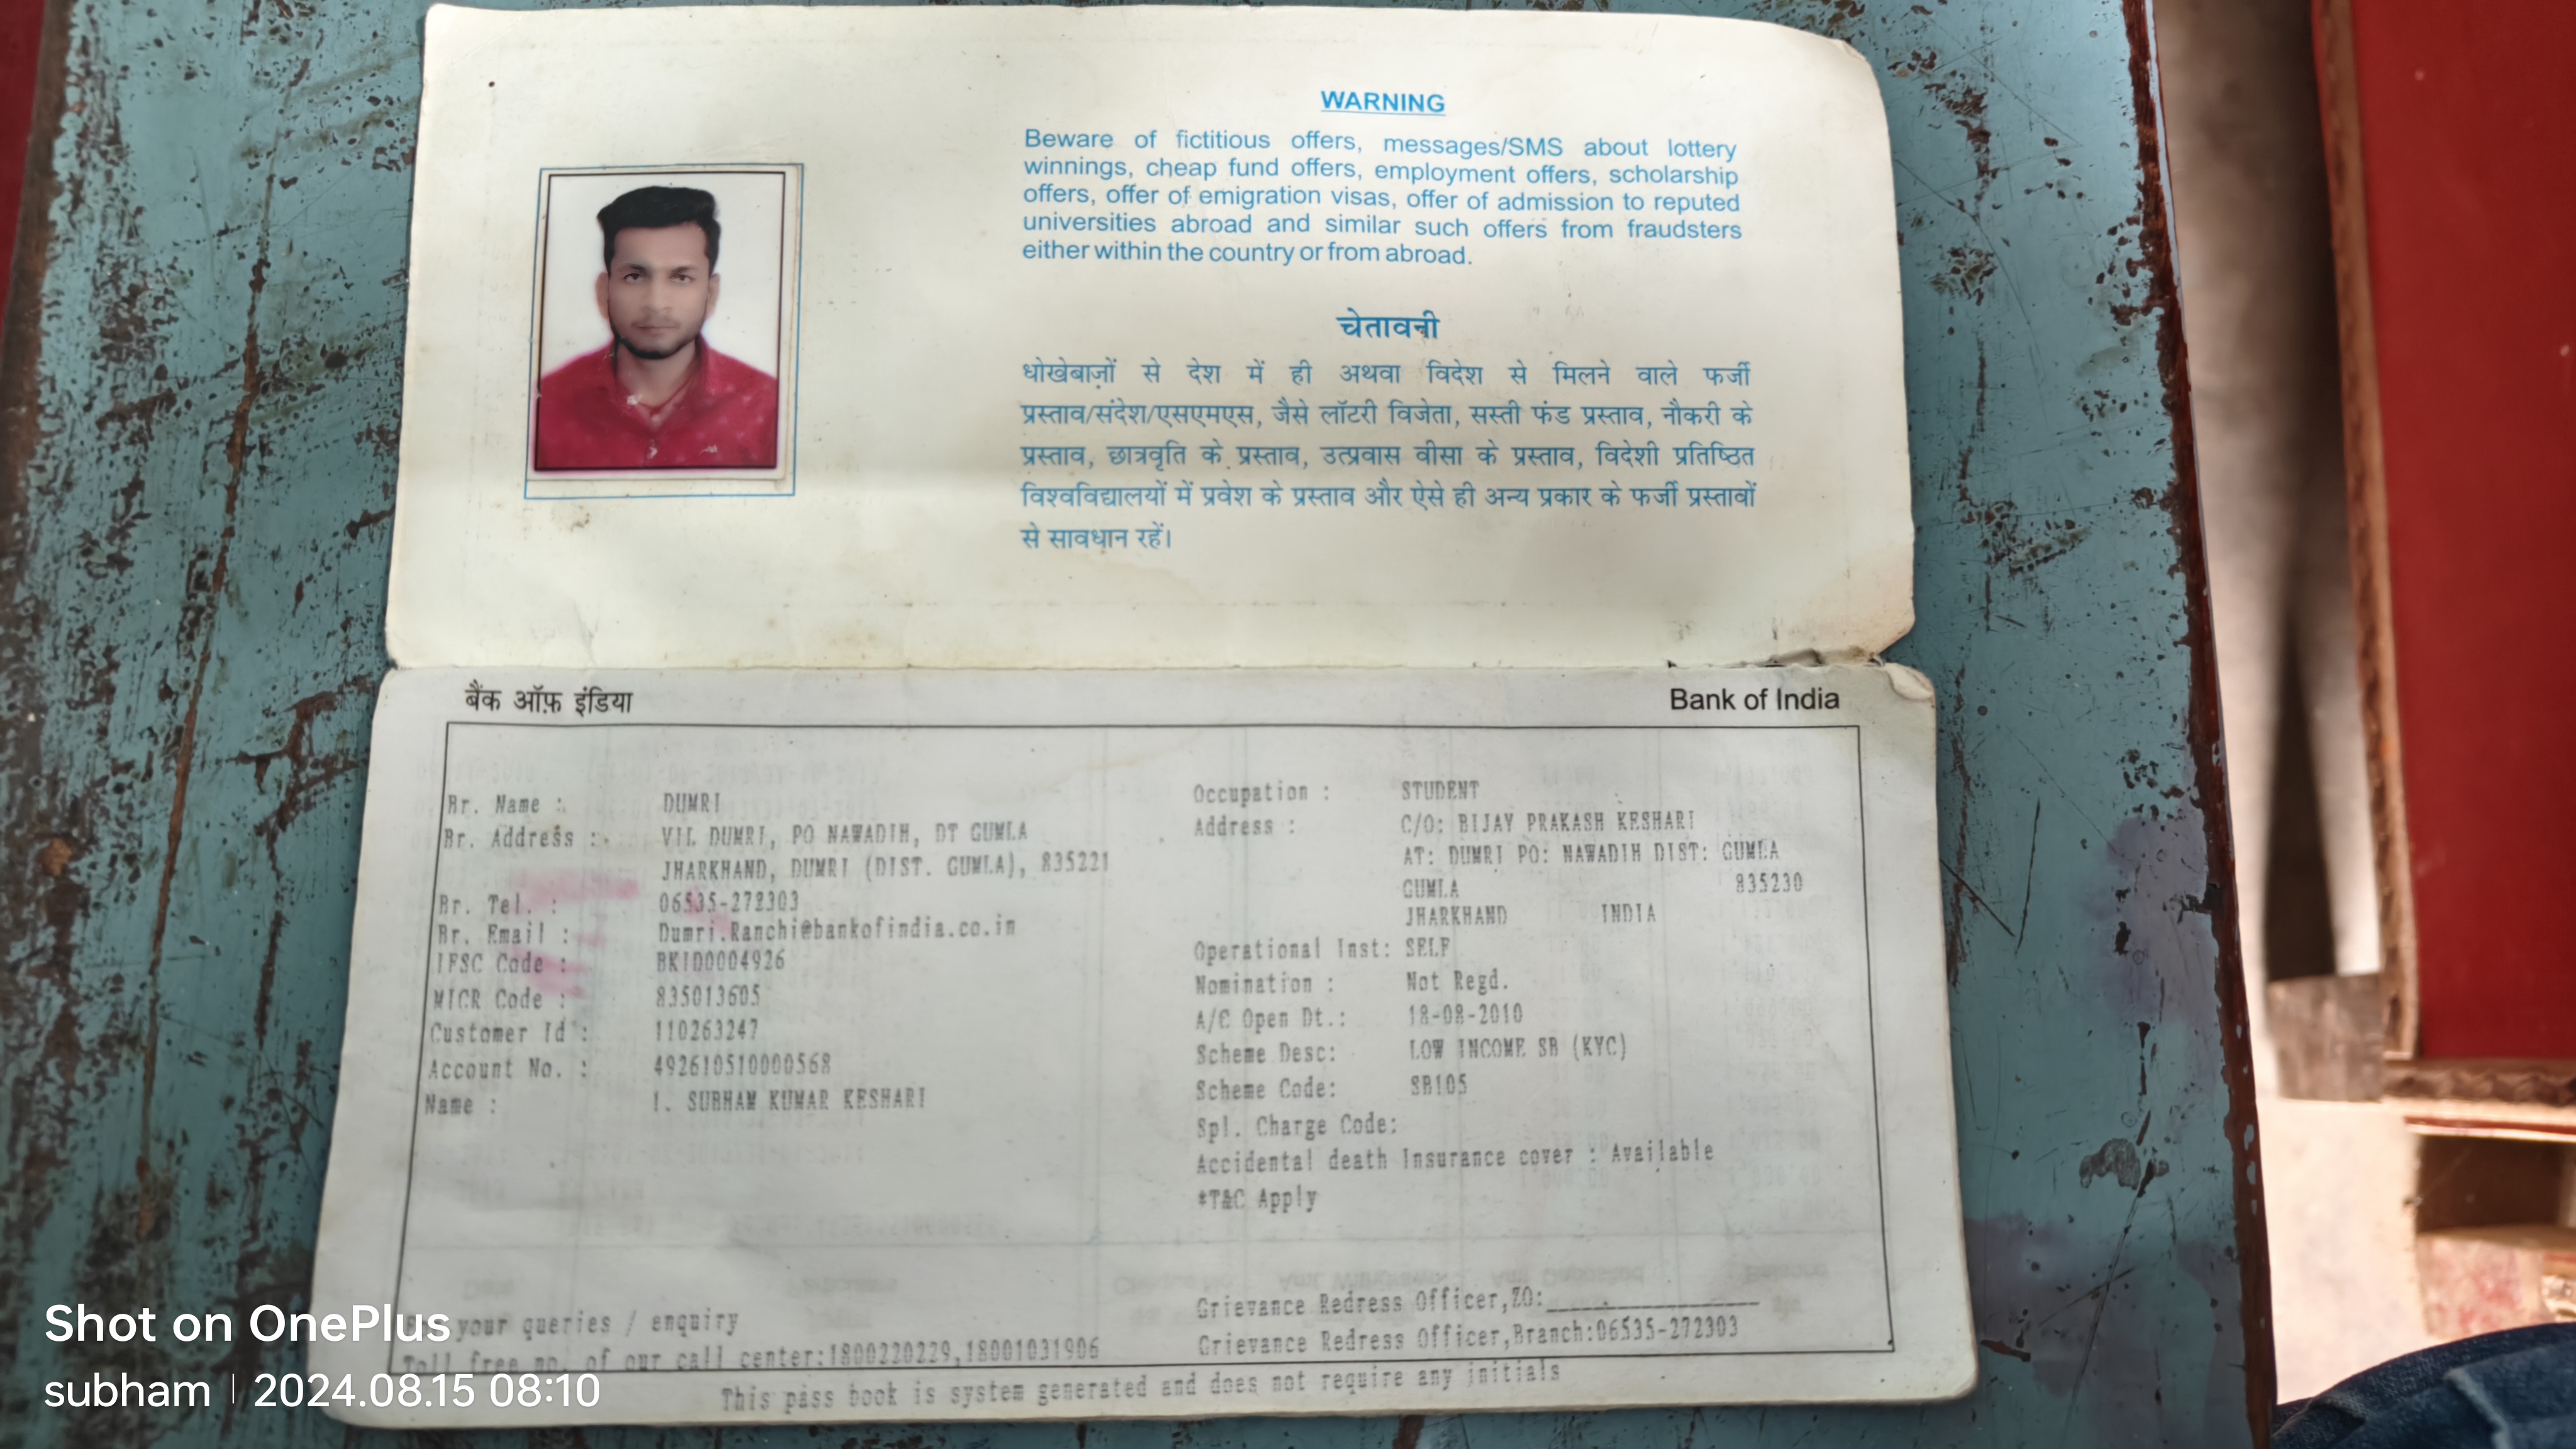 WARNING
Beware of fictitious offers, messages/SMS about lottery
winnings, cheap fund offers, employment offers, scholarship
offers, offer of emigration visas, offer of admission to reputed
universities abroad and similar such offers from fraudsters
either within the country or from abroad.
चेतावनी
धोखेबाज़ों से देश में ही अथवा विदेश से मिलने वाले फर्जी
प्रस्ताव/संदेश/एसएमएस, जैसे लॉटरी विजेता, सस्ती फंड प्रस्ताव, नौकरी के
प्रस्ताव, छात्रवृति के प्रस्ताव, उत्प्रवास वीसा के प्रस्ताव, विदेशी प्रतिष्ठित
विश्वविद्यालयों में प्रवेश के प्रस्ताव और ऐसे ही अन्य प्रकार के फर्जी प्रस्तावों
से सावधान रहें।
बैंक ऑफ़ इंडिया
Bank of India
Br. Name : DUMRI
Br. Address : VIL DUMRI, PO NAWADIH, DT GUMLA
JHARKHAND, DUMRI (DIST. GUMLA), 835221
Br. Tel. : 06535-272303
Br. Email : Dumri.Ranchi@bankofindia.co.in
IFSC Code : BKID0004926
MICR Code : 835013605
Customer Id : 110263247
Account No. : 492610510000568
Name : 1. SUBHAM KUMAR KESHARI
Occupation : STUDENT
Address : C/O: BIJAY PRAKASH KESHARI
AT: DUMRI PO: NAWADIH DIST: GUMLA
GUMLA 835230
JHARKHAND INDIA
Operational Inst: SELF
Nomination : Not Regd.
A/C Open Dt.: 18-08-2010
Scheme Desc: LOW INCOME SB (KYC)
Scheme Code: SB105
Spl. Charge Code:
Accidental death Insurance cover : Available
*T&C Apply
your queries / enquiry
Toll free no. of our call center:1800220229,18001031906
Grievance Redress Officer,ZO:
Grievance Redress Officer,Branch:06535-272303
This pass book is system generated and does not require any initials
Shot on OnePlus
subham | 2024.08.15 08:10